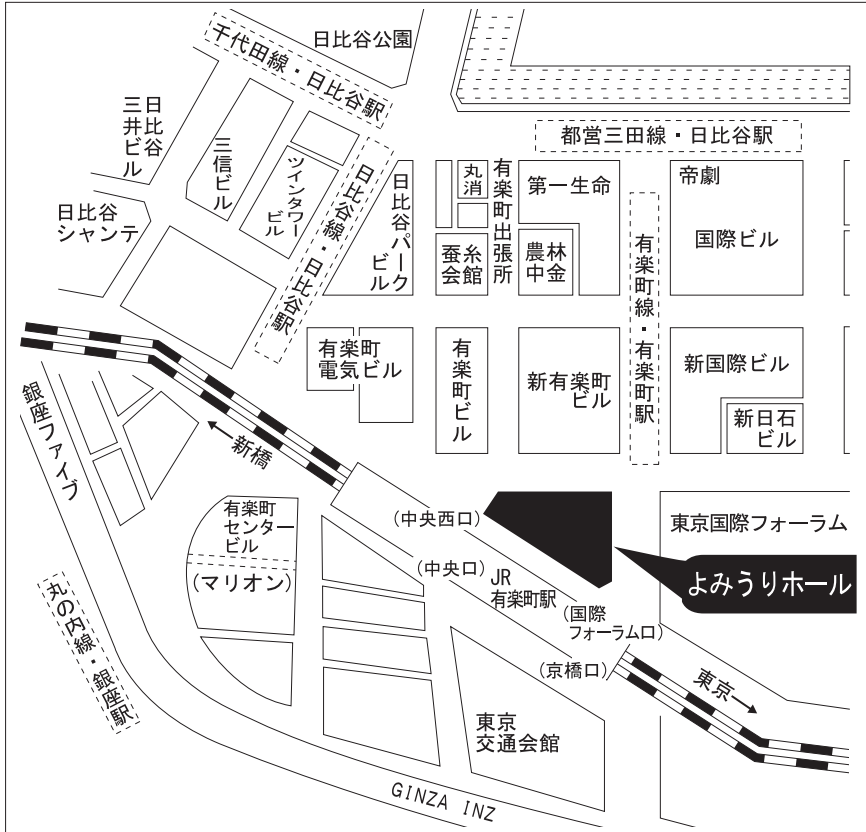 日比谷公園
千代田線・日比谷駅
日比谷
三井ビル
三信ビル
ツインタワー
ビル
日比谷線・日比谷駅
日比谷パーク
ビル
丸消
有楽町出張所
都営三田線・日比谷駅
第一生命
帝劇
国際ビル
日比谷
シャンテ
蚕糸
会館
農林
中金
有楽町線・有楽町駅
有楽町
電気ビル
有楽町ビル
新有楽町
ビル
新国際ビル
新日石
ビル
銀座ファイブ
←新橋
有楽町
センター
ビル
(マリオン)
(中央西口)
(中央口)
JR
有楽町駅
(国際
フォーラム口)
(京橋口)
東京国際フォーラム
よみうりホール
丸の内線・銀座駅
東京→
東京
交通会館
GINZA INZ